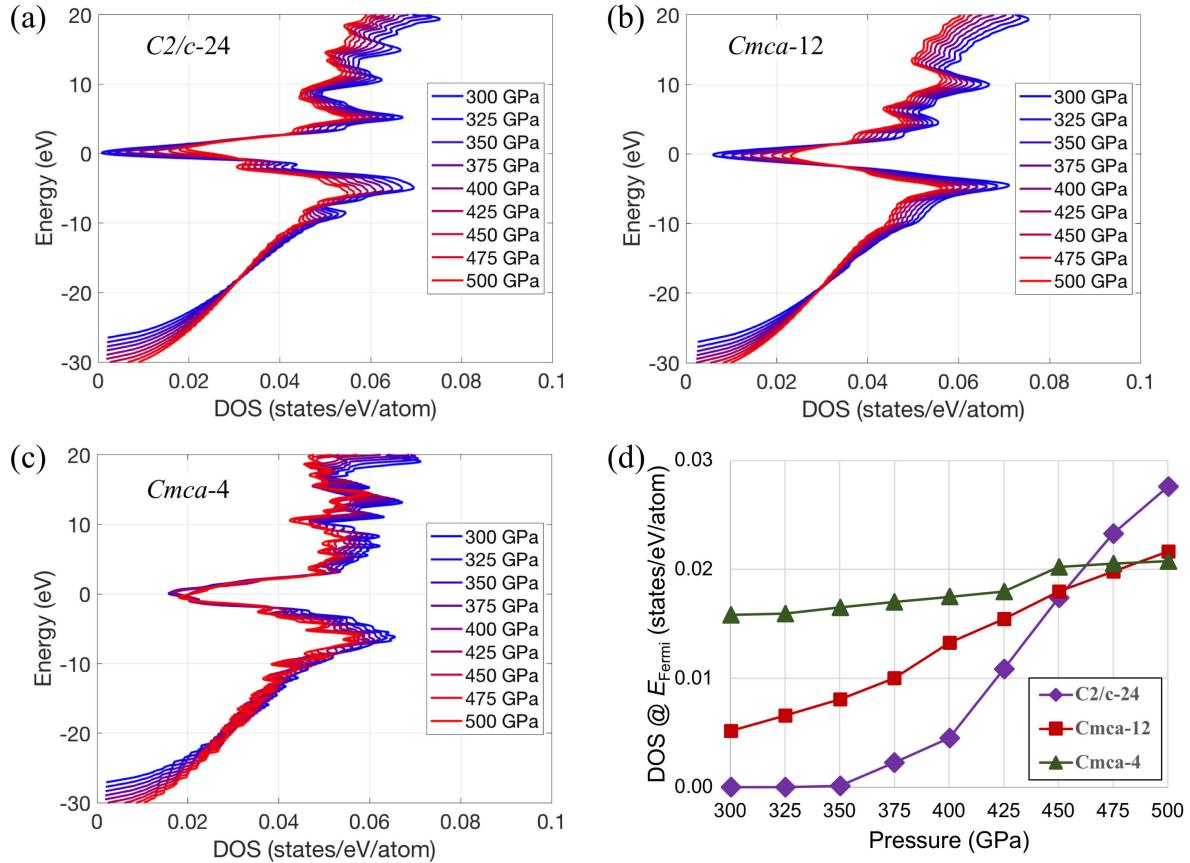 (a)
C2/c-24
20
10
0
-10
-20
-30
Energy (eV)
0
0.02
0.04
0.06
0.08
0.1
DOS (states/eV/atom)
300 GPa
325 GPa
350 GPa
375 GPa
400 GPa
425 GPa
450 GPa
475 GPa
500 GPa
(b)
Cmca-12
20
10
0
-10
-20
-30
Energy (eV)
0
0.02
0.04
0.06
0.08
0.1
DOS (states/eV/atom)
300 GPa
325 GPa
350 GPa
375 GPa
400 GPa
425 GPa
450 GPa
475 GPa
500 GPa
(c)
Cmca-4
20
10
0
-10
-20
-30
Energy (eV)
0
0.02
0.04
0.06
0.08
0.1
DOS (states/eV/atom)
300 GPa
325 GPa
350 GPa
375 GPa
400 GPa
425 GPa
450 GPa
475 GPa
500 GPa
(d)
0.03
0.02
0.01
0.00
DOS @ EFermi (states/eV/atom)
300
325
350
375
400
425
450
475
500
Pressure (GPa)
C2/c-24
Cmca-12
Cmca-4